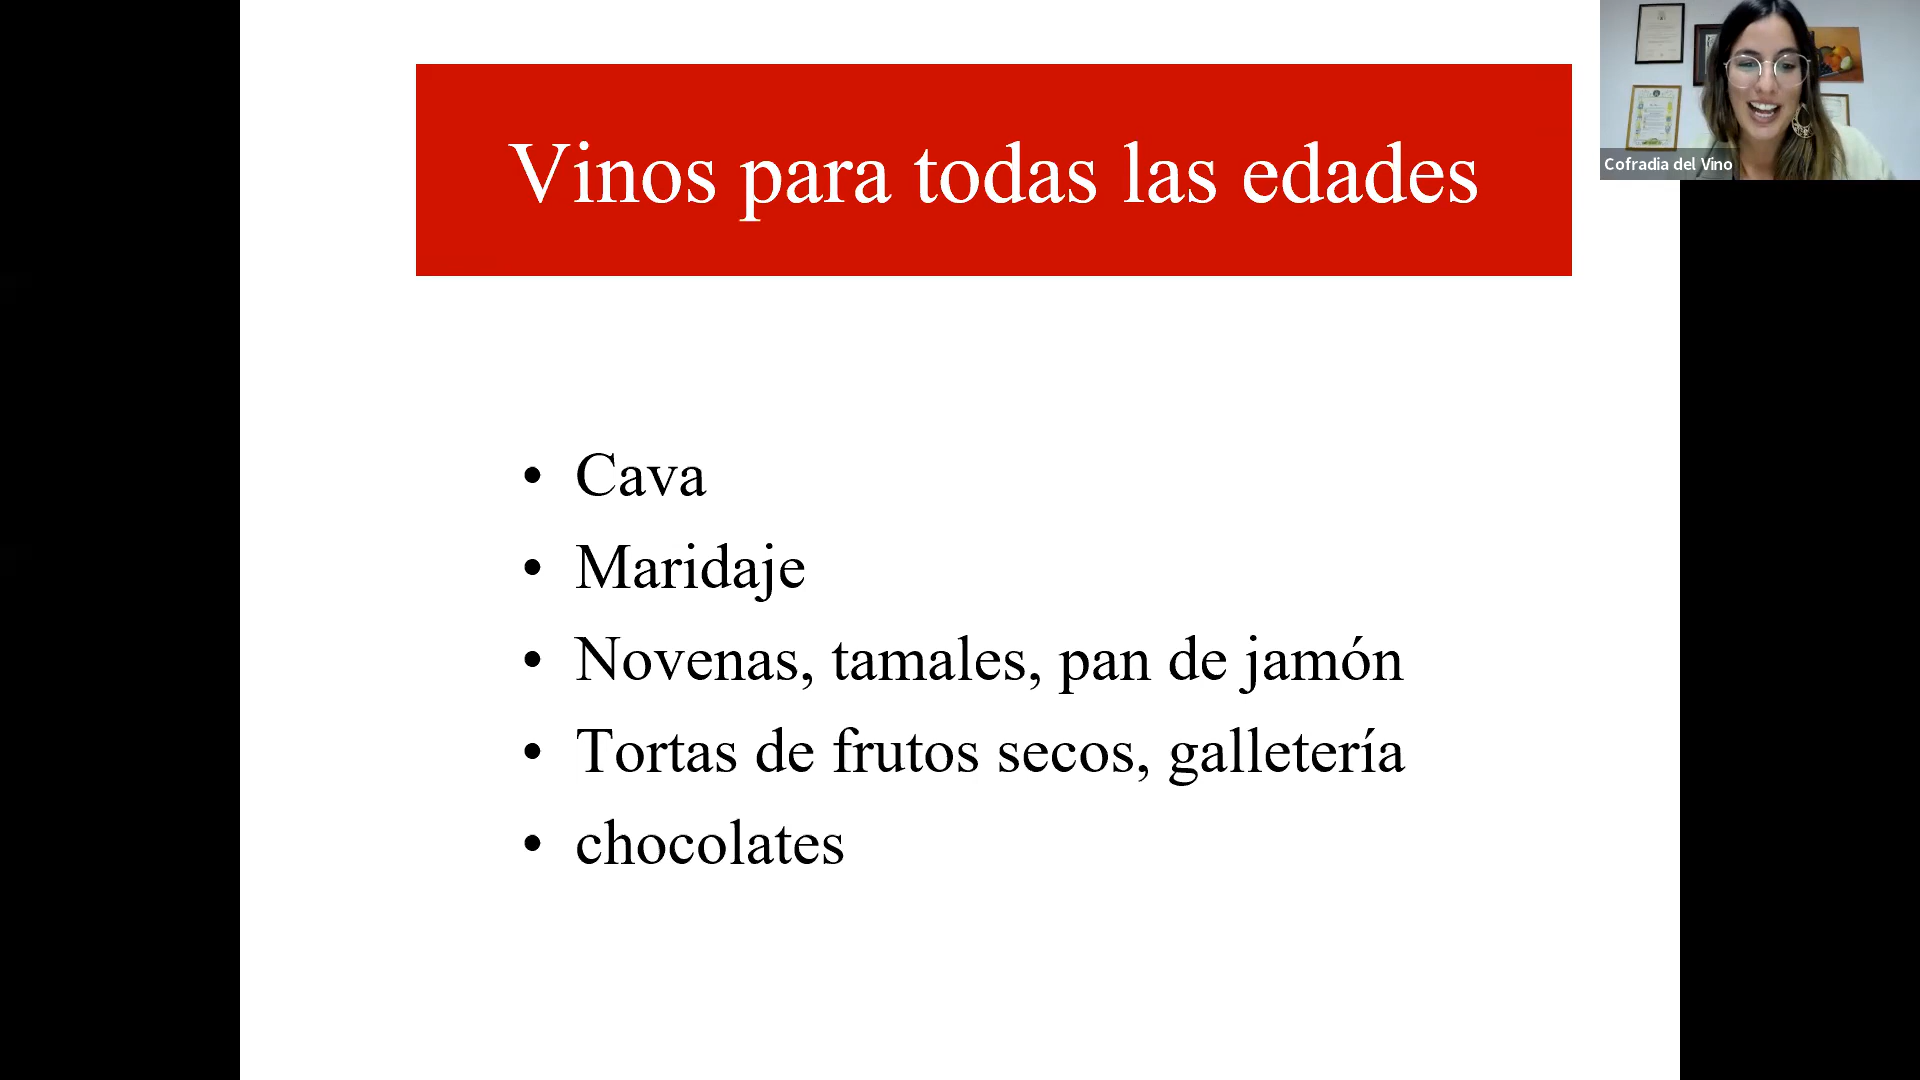 Vinos para todas las edades
Cofradia del Vino
• Cava
• Maridaje
• Novenas, tamales, pan de jamón
• Tortas de frutos secos, galletería
• chocolates